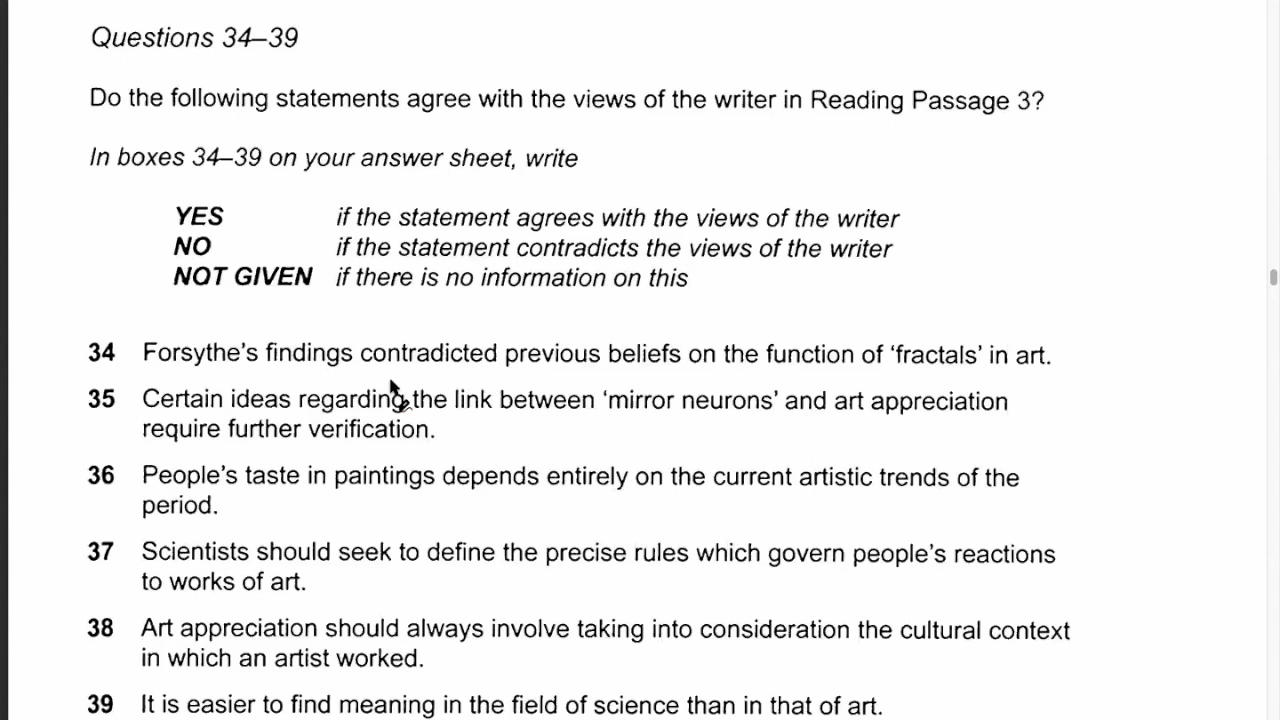 Questions 34–39
Do the following statements agree with the views of the writer in Reading Passage 3?
In boxes 34–39 on your answer sheet, write
YES if the statement agrees with the views of the writer
NO if the statement contradicts the views of the writer
NOT GIVEN if there is no information on this
34 Forsythe's findings contradicted previous beliefs on the function of 'fractals' in art.
35 Certain ideas regarding the link between 'mirror neurons' and art appreciation
require further verification.
36 People's taste in paintings depends entirely on the current artistic trends of the
period.
37 Scientists should seek to define the precise rules which govern people's reactions
to works of art.
38 Art appreciation should always involve taking into consideration the cultural context
in which an artist worked.
39 It is easier to find meaning in the field of science than in that of art.